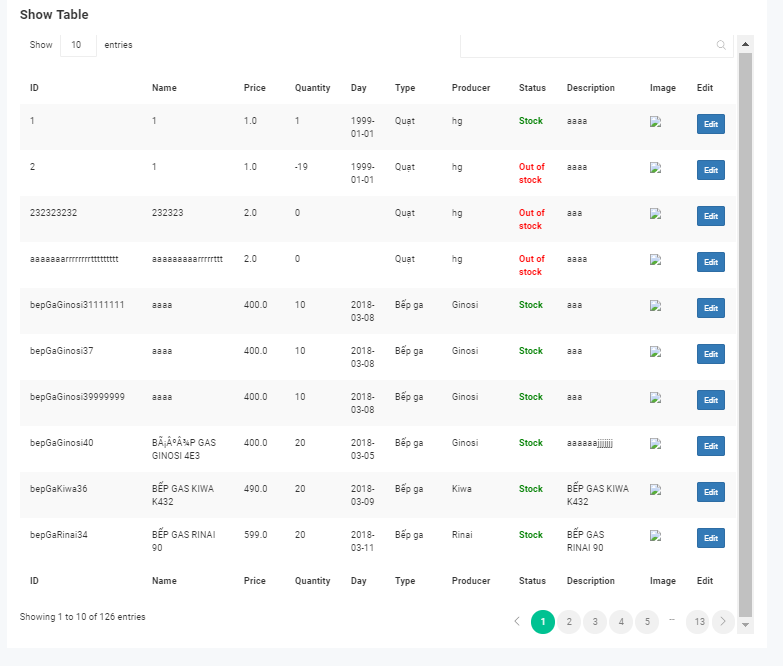 Show Table
Show 10 entries
ID Name Price Quantity Day Type Producer Status Description Image Edit
1 1 1.0 1 1999- Quạt hg Stock aaaa Edit
01-01
2 1 1.0 -19 1999- Quạt hg Out of aaaa Edit
01-01 stock
232323232 232323 2.0 0 Quạt hg Out of aaa Edit
stock
2.0 0 Quạt hg Out of aaaa Edit
stock
bepGaGinosi31111111 aaaa 400.0 10 2018- Bếp ga Ginosi Stock aaa Edit
03-08
bepGaGinosi37 aaaa 400.0 10 2018- Bếp ga Ginosi Stock aaa Edit
03-08
bepGaGinosi39999999 aaaa 400.0 10 2018- Bếp ga Ginosi Stock aaa Edit
03-08
bepGaGinosi40 BÃ¡ÂºÂ¾P GAS 400.0 20 2018- Bếp ga Ginosi Stock Edit
GINOSI 4E3 03-05
bepGaKiwa36 BẾP GAS KIWA 490.0 20 2018- Bếp ga Kiwa Stock BẾP GAS KIWA Edit
K432 03-09 K432
bepGaRinai34 BẾP GAS RINAI 599.0 20 2018- Bếp ga Rinai Stock BẾP GAS Edit
90 03-11 RINAI 90
ID Name Price Quantity Day Type Producer Status Description Image Edit
Showing 1 to 10 of 126 entries
1 2 3 4 5 ... 13